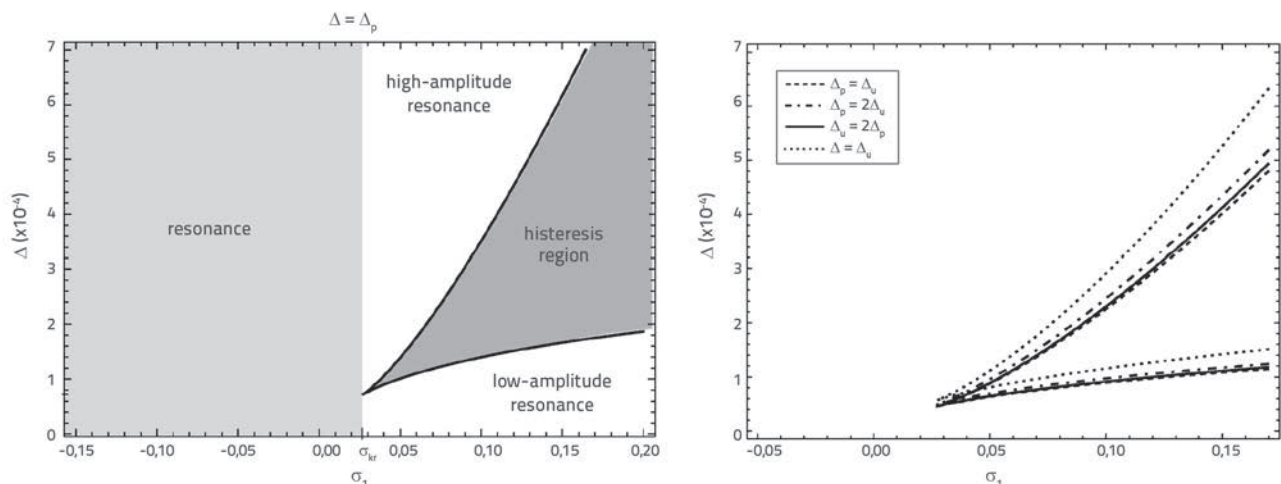 Δ = Δp
7
6
5
4
3
2
1
0
Δ (x10⁻⁴)
high-amplitude
resonance
resonance
histeresis
region
low-amplitude
resonance
-0,15
-0,10
-0,05
0,00
σkr
0,05
0,10
0,15
0,20
7
6
5
4
3
2
1
0
Δ (x10⁻⁴)
Δp = Δu
Δp = 2Δu
Δu = 2Δp
Δ = Δu
-0,05
0,00
0,05
0,10
0,15